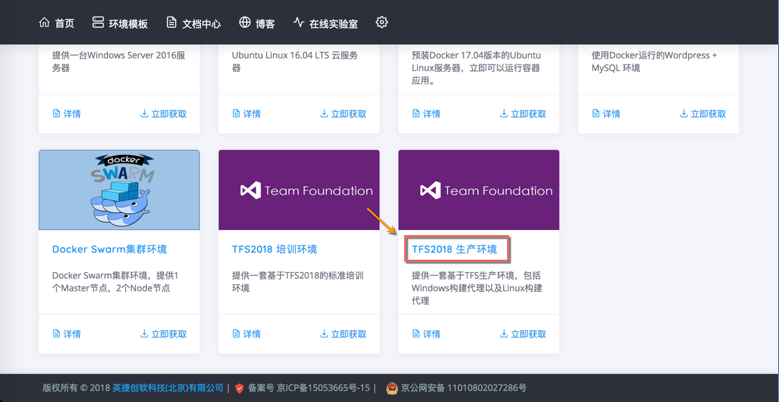 首页 环境模板 文档中心 博客 在线实验室
提供一台Windows Server 2016服
务器
详情 立即获取
Ubuntu Linux 16.04 LTS 云服务
器
详情 立即获取
预装Docker 17.04版本的Ubuntu
Linux服务器，立即可以运行容器
应用。
详情 立即获取
使用Docker运行的Wordpress +
MySQL 环境
详情 立即获取
docker
SWARM
Docker Swarm集群环境
Docker Swarm集群环境，提供1
个Master节点，2个Node节点
详情 立即获取
Team Foundation
TFS2018 培训环境
提供一套基于TFS2018的标准培训
环境
详情 立即获取
Team Foundation
TFS2018 生产环境
提供一套基于TFS生产环境，包括
Windows构建代理以及Linux构建
代理
详情 立即获取
版权所有 © 2018 英捷创软科技(北京)有限公司 | 备案号 京ICP备15053665号-15 | 京公网安备 11010802027286号